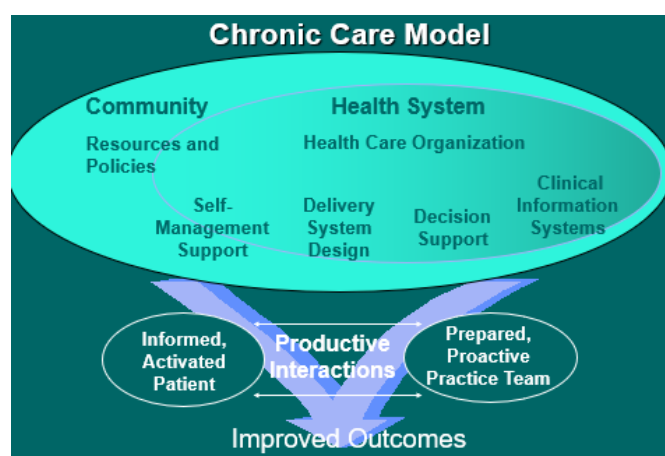 Chronic Care Model
Community
Health System
Resources and
Policies
Health Care Organization
Self-
Management
Support
Delivery
System
Design
Decision
Support
Clinical
Information
Systems
Informed,
Activated
Patient
Productive
Interactions
Prepared,
Proactive
Practice Team
Improved Outcomes